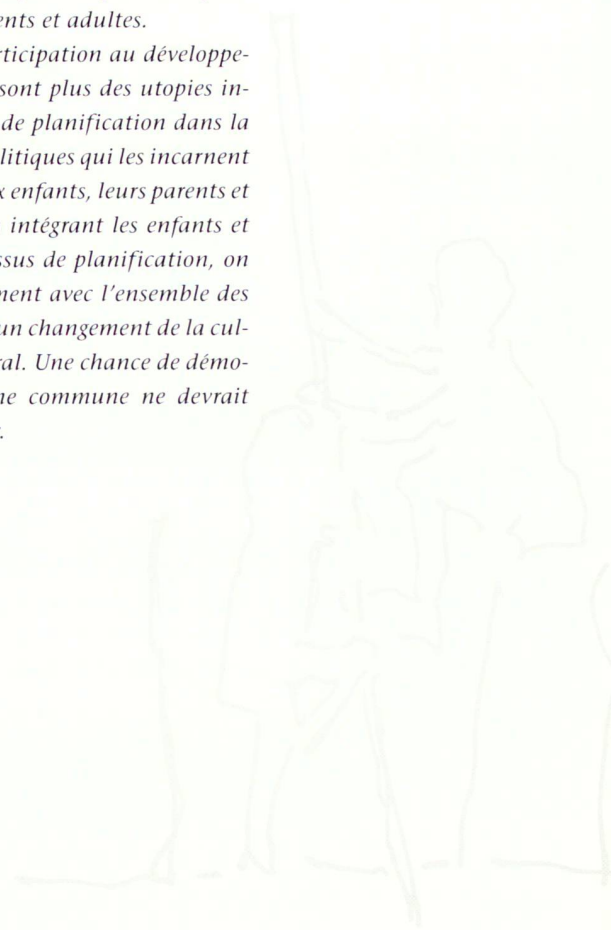 ents et adultes.
rticipation au développe-
sont plus des utopies in-
de planification dans la
litiques qui les incarnent
x enfants, leurs parents et
intégrant les enfants et
ssus de planification, on
ment avec l'ensemble des
un changement de la cul-
ral. Une chance de démo-
ne commune ne devrait
.